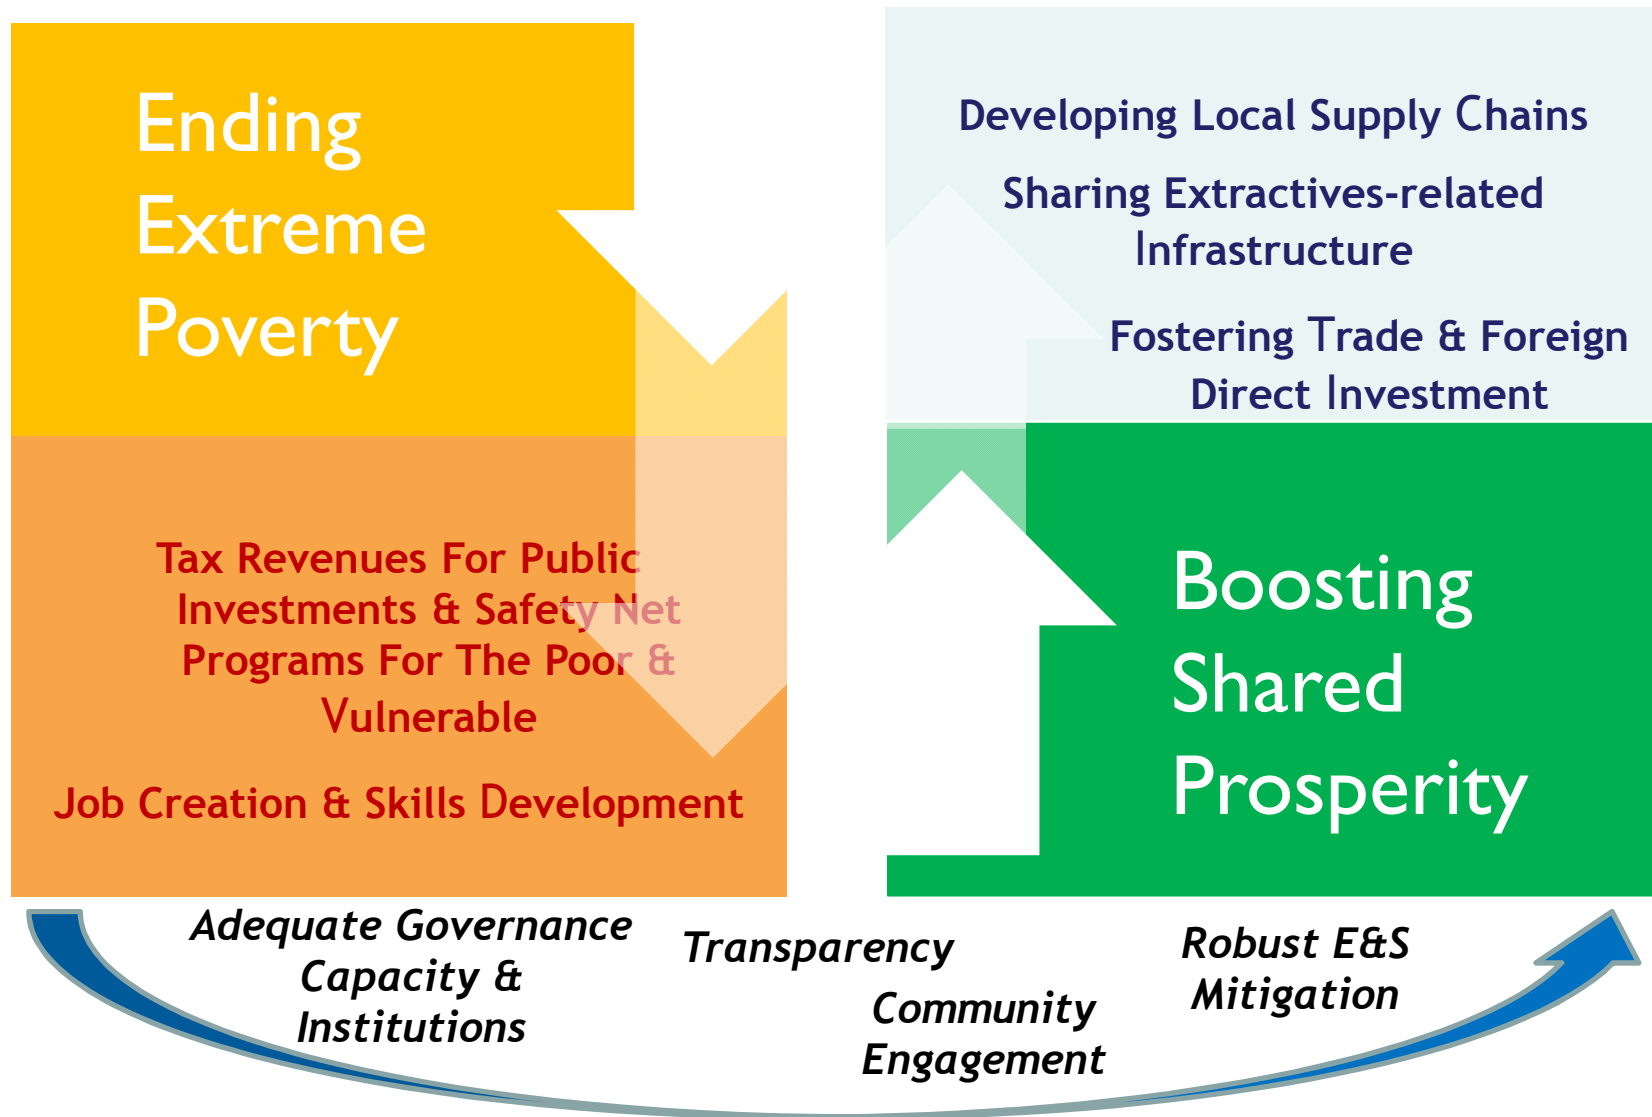 Ending
Extreme
Poverty
Tax Revenues For Public
Investments & Safety Net
Programs For The Poor &
Vulnerable
Job Creation & Skills Development
Developing Local Supply Chains
Sharing Extractives-related
Infrastructure
Fostering Trade & Foreign
Direct Investment
Boosting
Shared
Prosperity
Adequate Governance
Capacity &
Institutions
Transparency
Community
Engagement
Robust E&S
Mitigation